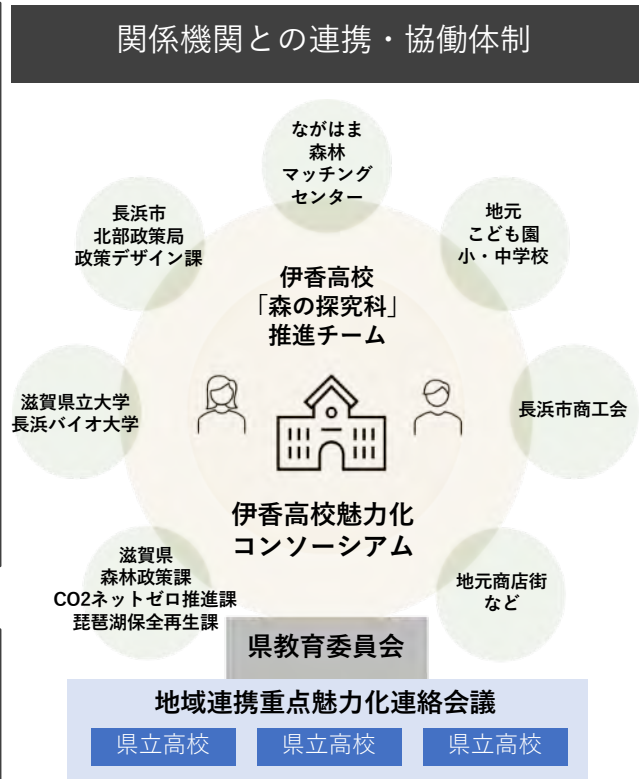 関係機関との連携・協働体制
ながはま
森林
マッチング
センター
長浜市
北部政策局
政策デザイン課
地元
こども園
小・中学校
伊香高校
「森の探究科」
推進チーム
滋賀県立大学
長浜バイオ大学
長浜市商工会
伊香高校魅力化
コンソーシアム
滋賀県
森林政策課
CO2ネットゼロ推進課
琵琶湖保全再生課
地元商店街
など
県教育委員会
地域連携重点魅力化連絡会議
県立高校
県立高校
県立高校